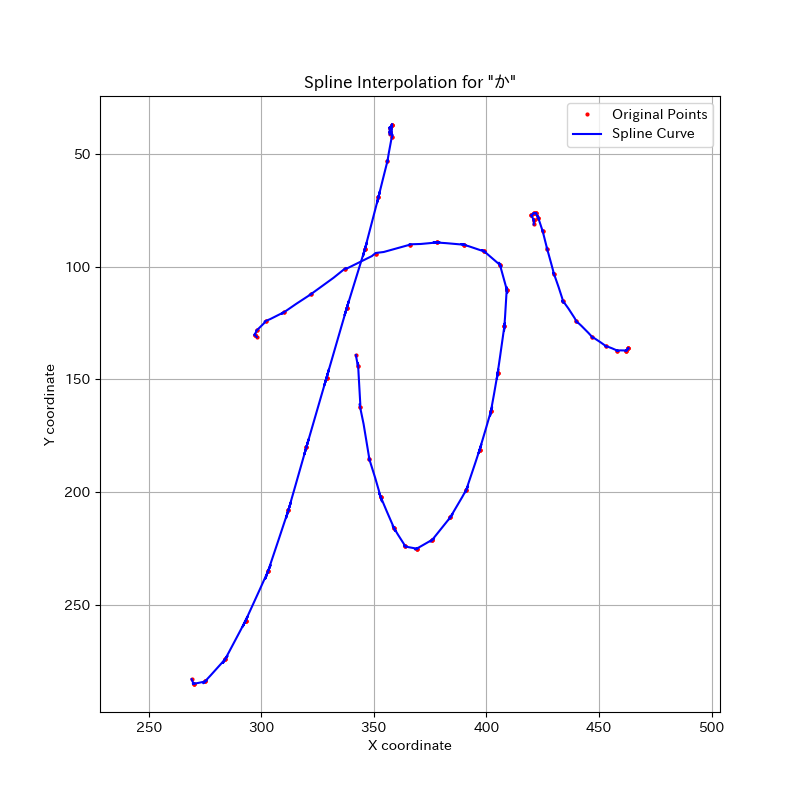 Spline Interpolation for "か"
Original Points
Spline Curve
Y coordinate
50
100
150
200
250
か
250
300
350
400
450
500
X coordinate